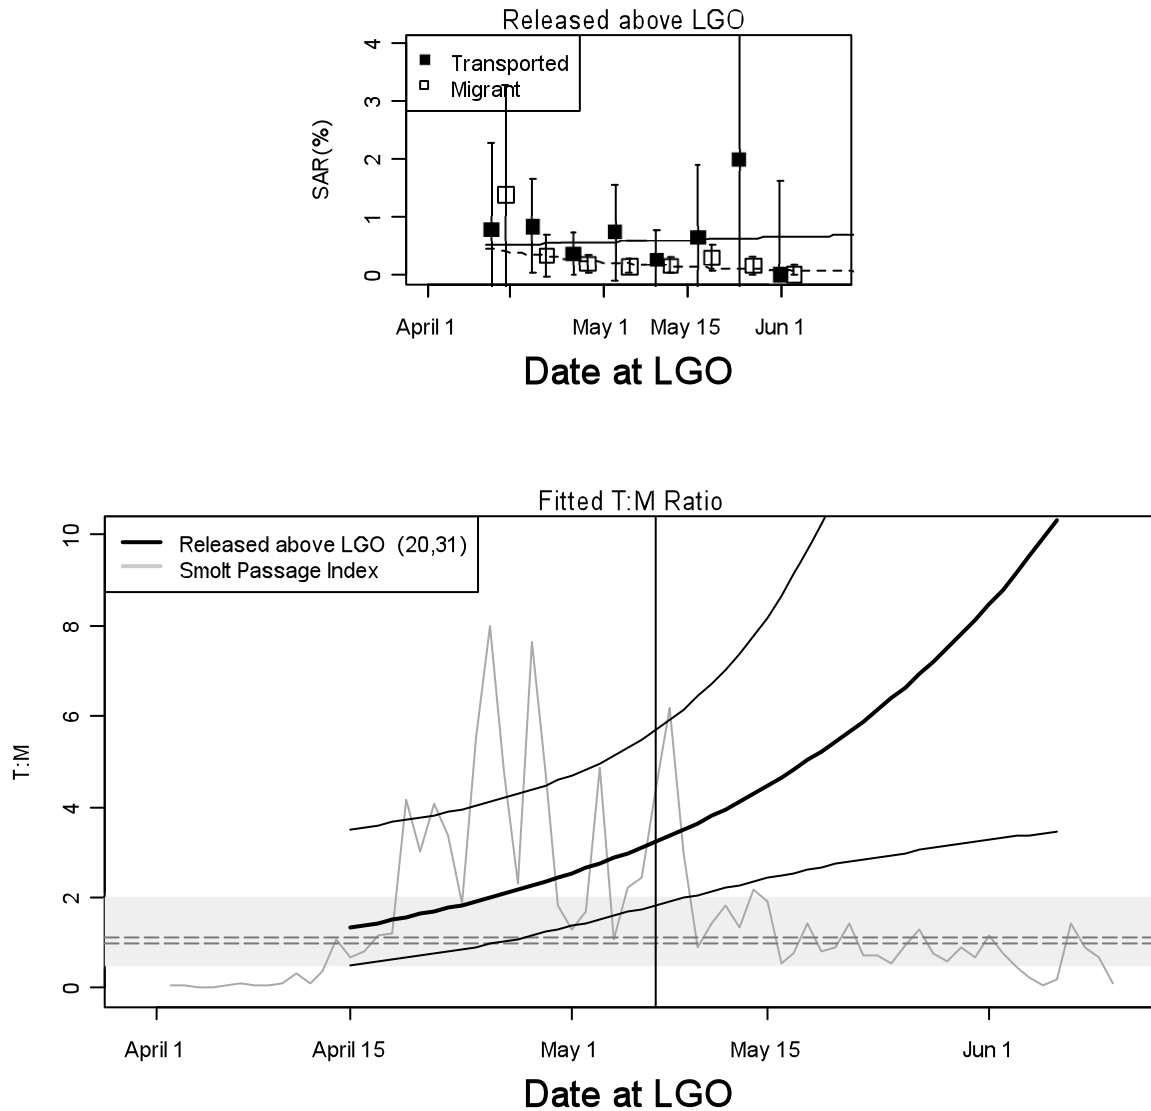 Released above LGO
Transported
Migrant
SAR(%)
4
3
2
1
0
April 1
May 1
May 15
Jun 1
Date at LGO
Fitted T:M Ratio
Released above LGO (20,31)
Smolt Passage Index
T:M
10
8
6
4
2
0
April 1
April 15
May 1
May 15
Jun 1
Date at LGO